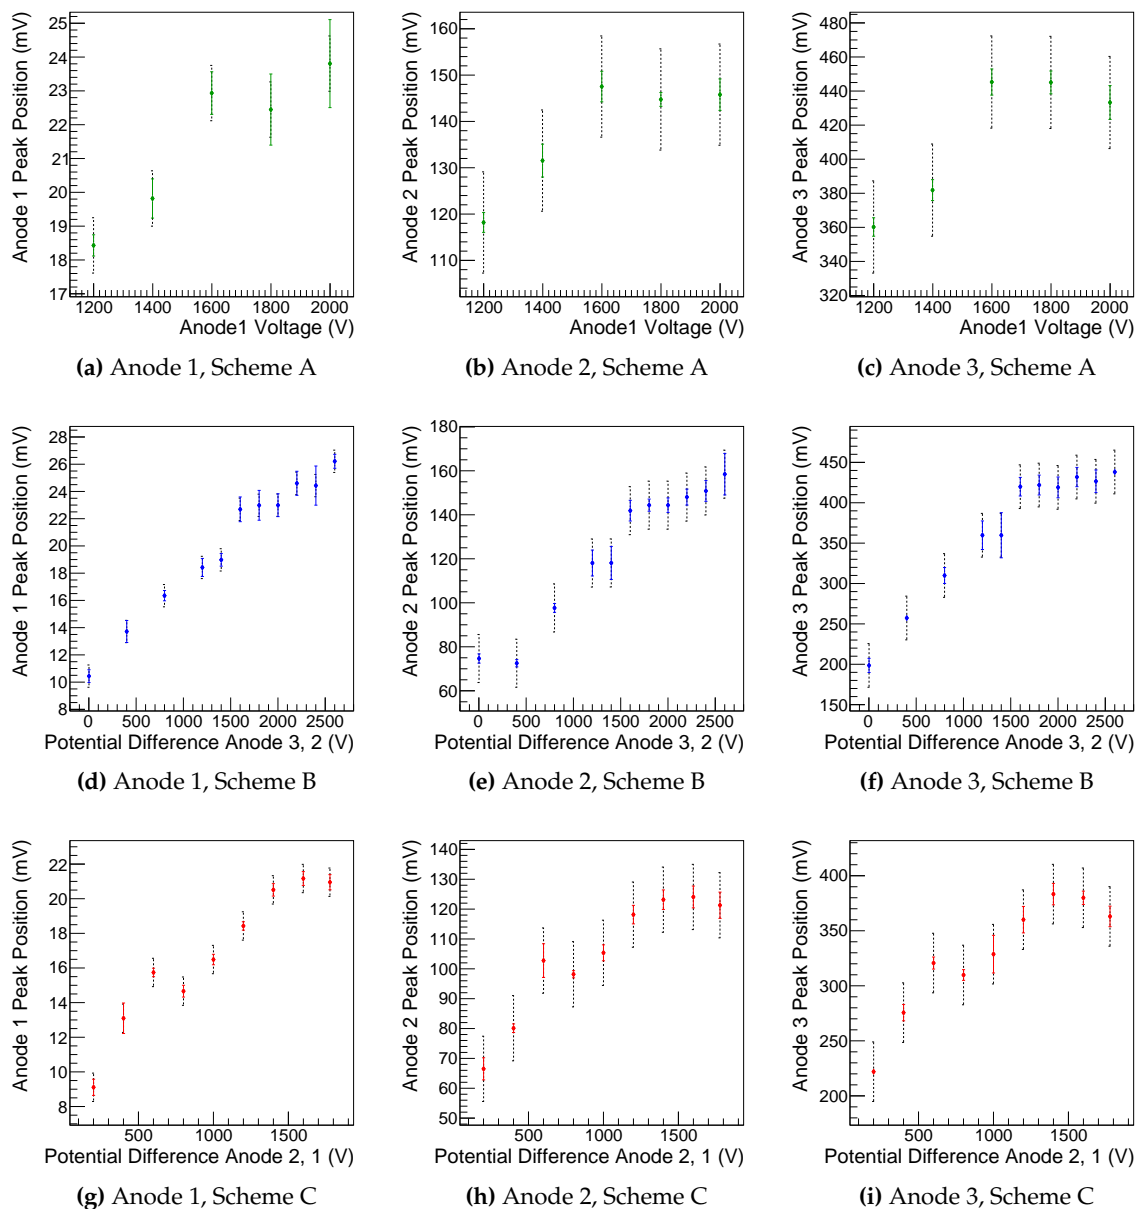 Anode 1 Peak Position (mV)
25
24
23
22
21
20
19
18
17
1200 1400 1600 1800 2000
Anode1 Voltage (V)
(a) Anode 1, Scheme A
Anode 2 Peak Position (mV)
160
150
140
130
120
110
1200 1400 1600 1800 2000
Anode1 Voltage (V)
(b) Anode 2, Scheme A
Anode 3 Peak Position (mV)
480
460
440
420
400
380
360
340
320
1200 1400 1600 1800 2000
Anode1 Voltage (V)
(c) Anode 3, Scheme A
Anode 1 Peak Position (mV)
28
26
24
22
20
18
16
14
12
10
8
0 500 1000 1500 2000 2500
Potential Difference Anode 3, 2 (V)
(d) Anode 1, Scheme B
Anode 2 Peak Position (mV)
180
160
140
120
100
80
60
0 500 1000 1500 2000 2500
Potential Difference Anode 3, 2 (V)
(e) Anode 2, Scheme B
Anode 3 Peak Position (mV)
450
400
350
300
250
200
150
0 500 1000 1500 2000 2500
Potential Difference Anode 3, 2 (V)
(f) Anode 3, Scheme B
Anode 1 Peak Position (mV)
22
20
18
16
14
12
10
8
500 1000 1500
Potential Difference Anode 2, 1 (V)
(g) Anode 1, Scheme C
Anode 2 Peak Position (mV)
140
130
120
110
100
90
80
70
60
50
500 1000 1500
Potential Difference Anode 2, 1 (V)
(h) Anode 2, Scheme C
Anode 3 Peak Position (mV)
400
350
300
250
200
500 1000 1500
Potential Difference Anode 2, 1 (V)
(i) Anode 3, Scheme C